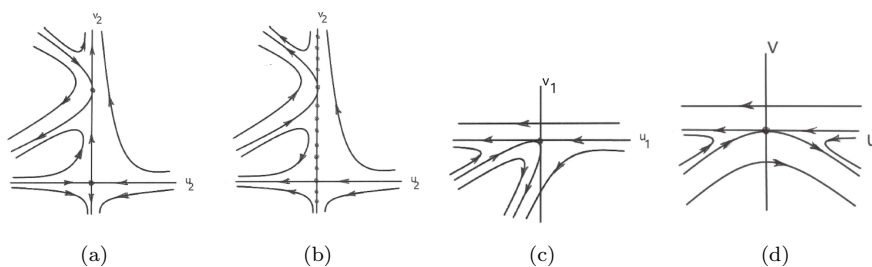 v₂ v₂ v₁ V
u₂ u₂ u₁ U
(a) (b) (c) (d)